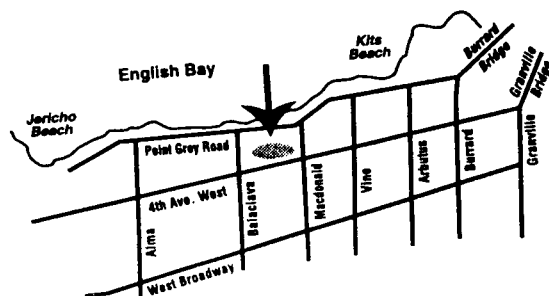 Kits
Beach
Burrard
Bridge
Granville
Bridge
English Bay
Jericho
Beach
Point Grey Road
4th Ave. West
West Broadway
Alma
Balaclava
Macdonald
Vine
Arbutus
Burrard
Granville